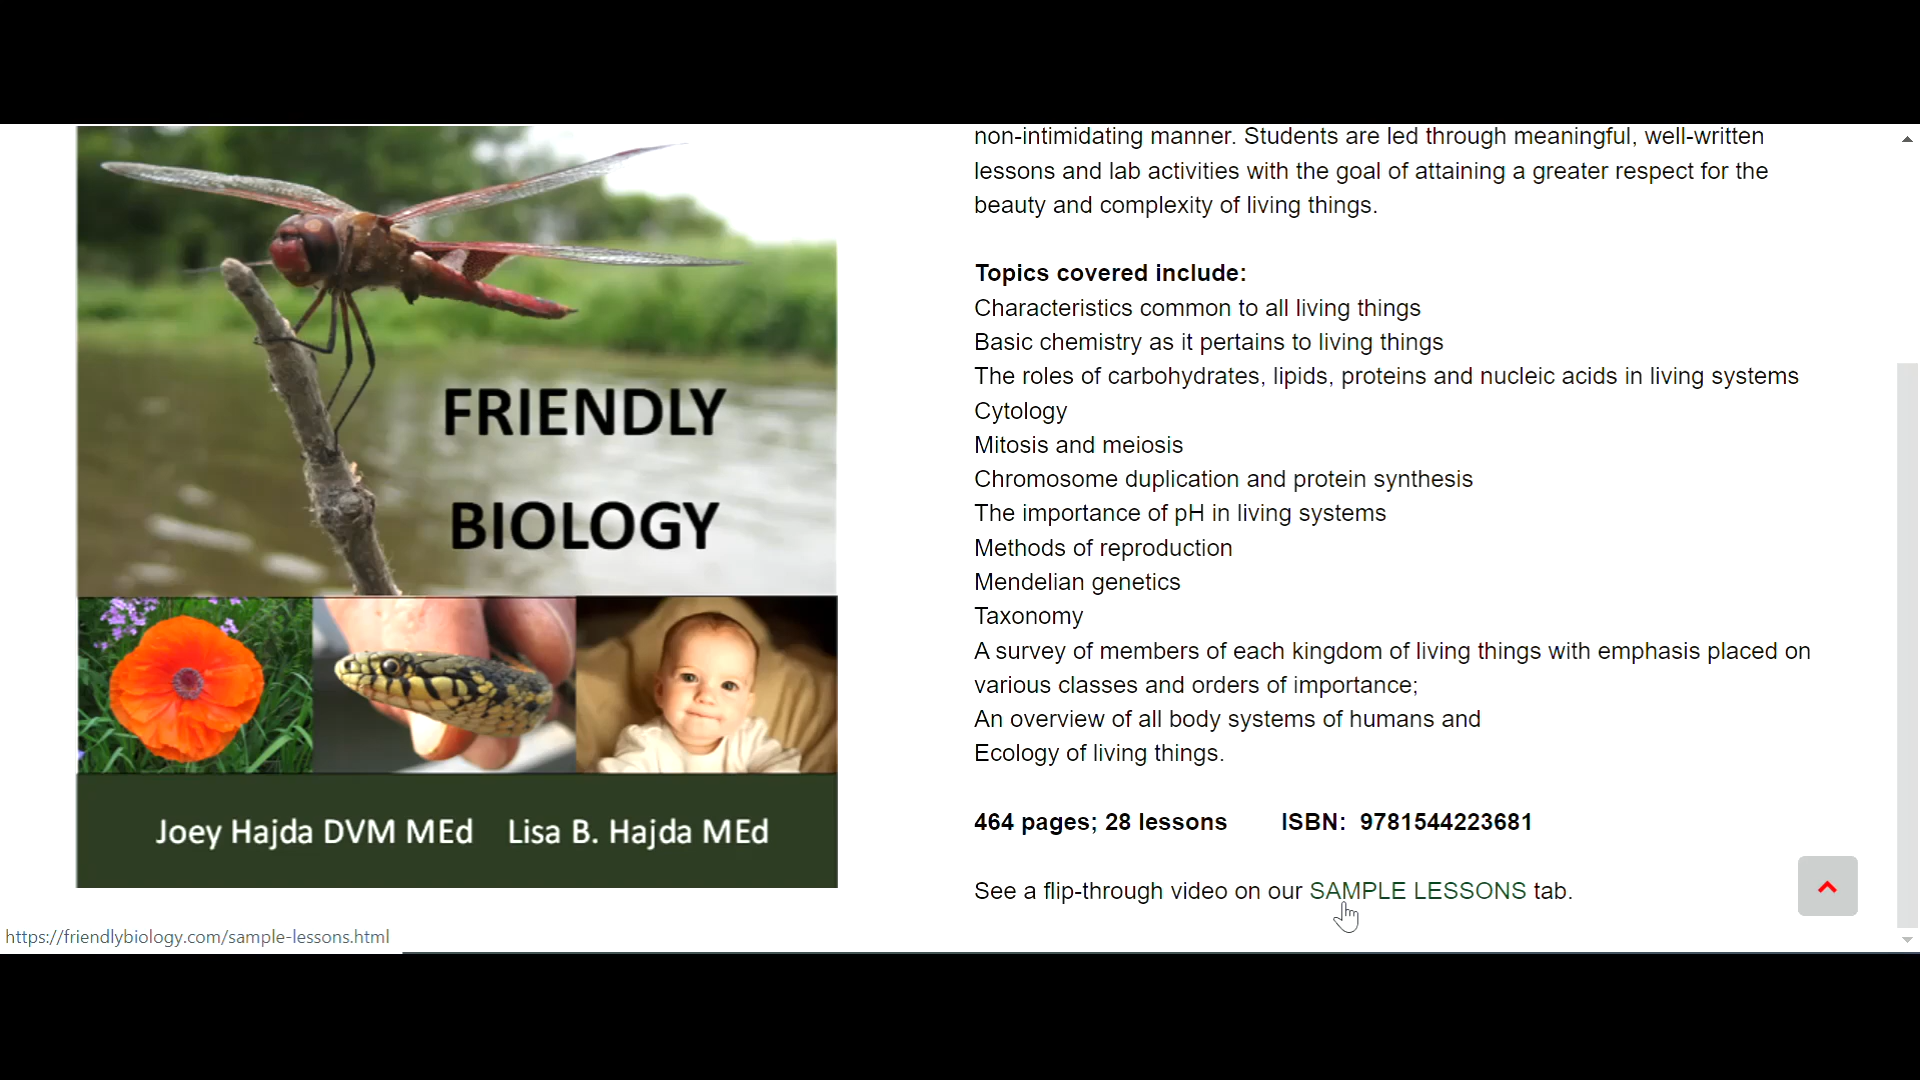 non-intimidating manner. Students are led through meaningful, well-written
lessons and lab activities with the goal of attaining a greater respect for the
beauty and complexity of living things.
Topics covered include:
Characteristics common to all living things
Basic chemistry as it pertains to living things
The roles of carbohydrates, lipids, proteins and nucleic acids in living systems
Cytology
Mitosis and meiosis
Chromosome duplication and protein synthesis
The importance of pH in living systems
Methods of reproduction
Mendelian genetics
Taxonomy
A survey of members of each kingdom of living things with emphasis placed on
various classes and orders of importance;
An overview of all body systems of humans and
Ecology of living things.
464 pages; 28 lessons ISBN: 9781544223681
See a flip-through video on our SAMPLE LESSONS tab.
FRIENDLY
BIOLOGY
Joey Hajda DVM MEd Lisa B. Hajda MEd
https://friendlybiology.com/sample-lessons.html